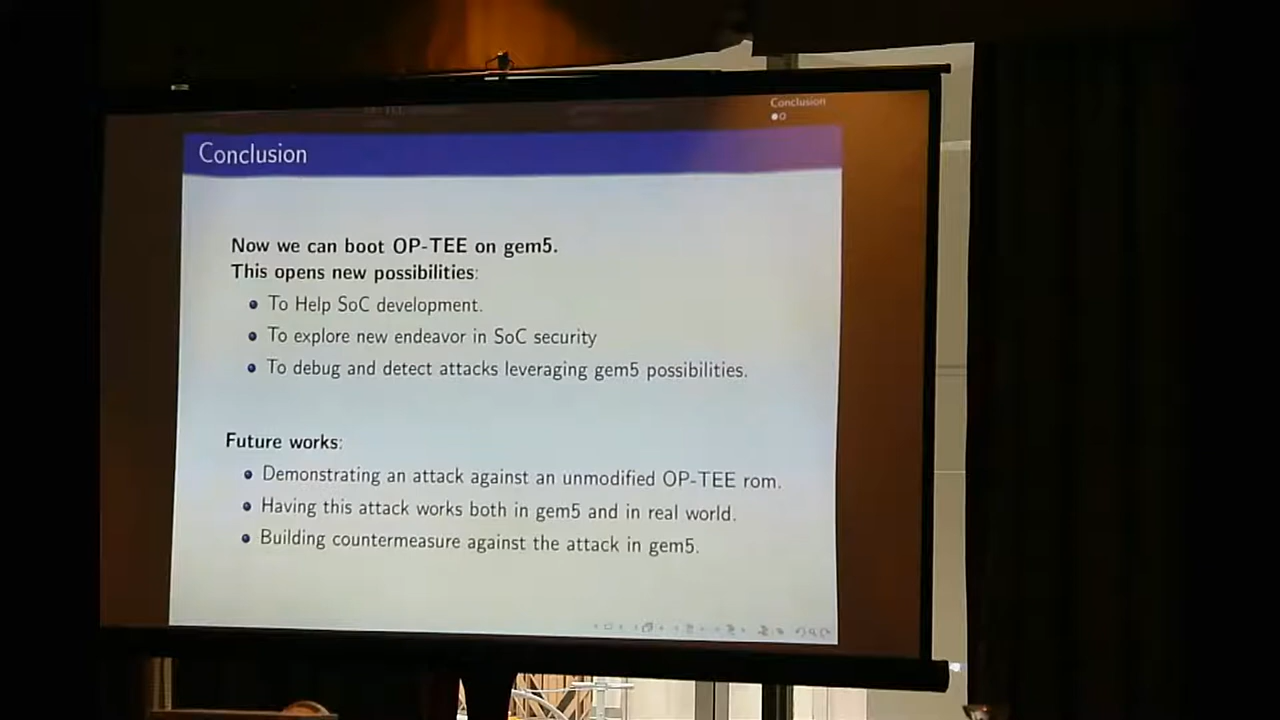 Conclusion
Conclusion
Now we can boot OP-TEE on gem5.
This opens new possibilities:
To Help SoC development.
To explore new endeavor in SoC security
To debug and detect attacks leveraging gem5 possibilities.
Future works:
Demonstrating an attack against an unmodified OP-TEE rom.
Having this attack works both in gem5 and in real world.
Building countermeasure against the attack in gem5.